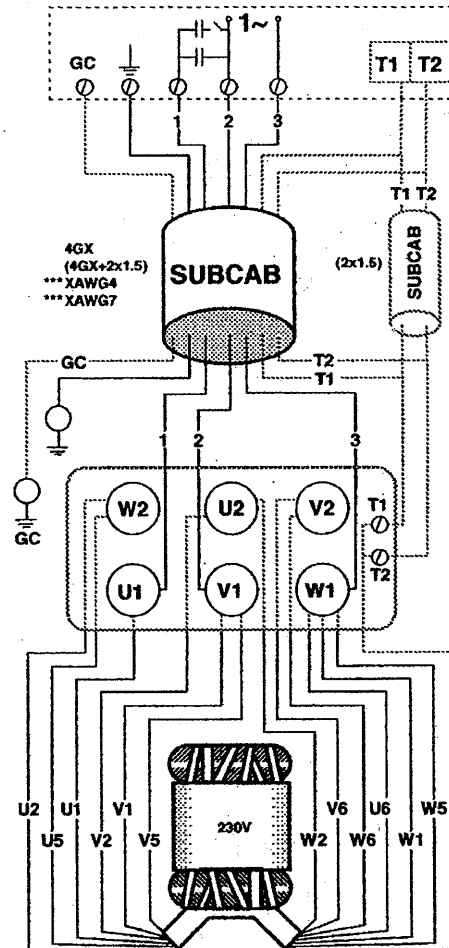 1~
GC
T1 T2
1 2 3
T1 T2
4GX
(4GX+2x1.5)
***XAWG4
***XAWG7
SUBCAB
(2x1.5)
SUBCAB
GC
T2
T1
1 2 3
GC
W2 U2 V2
T1
T2
U1 V1 W1
U2 U1 V1 V6 U6 W5
U5 V2 V5 W2 W6 W1
230V